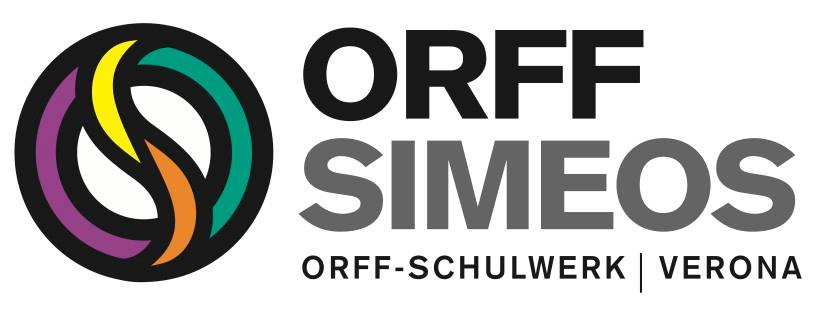 ORFF
SIMEOS
ORFF-SCHULWERK | VERONA